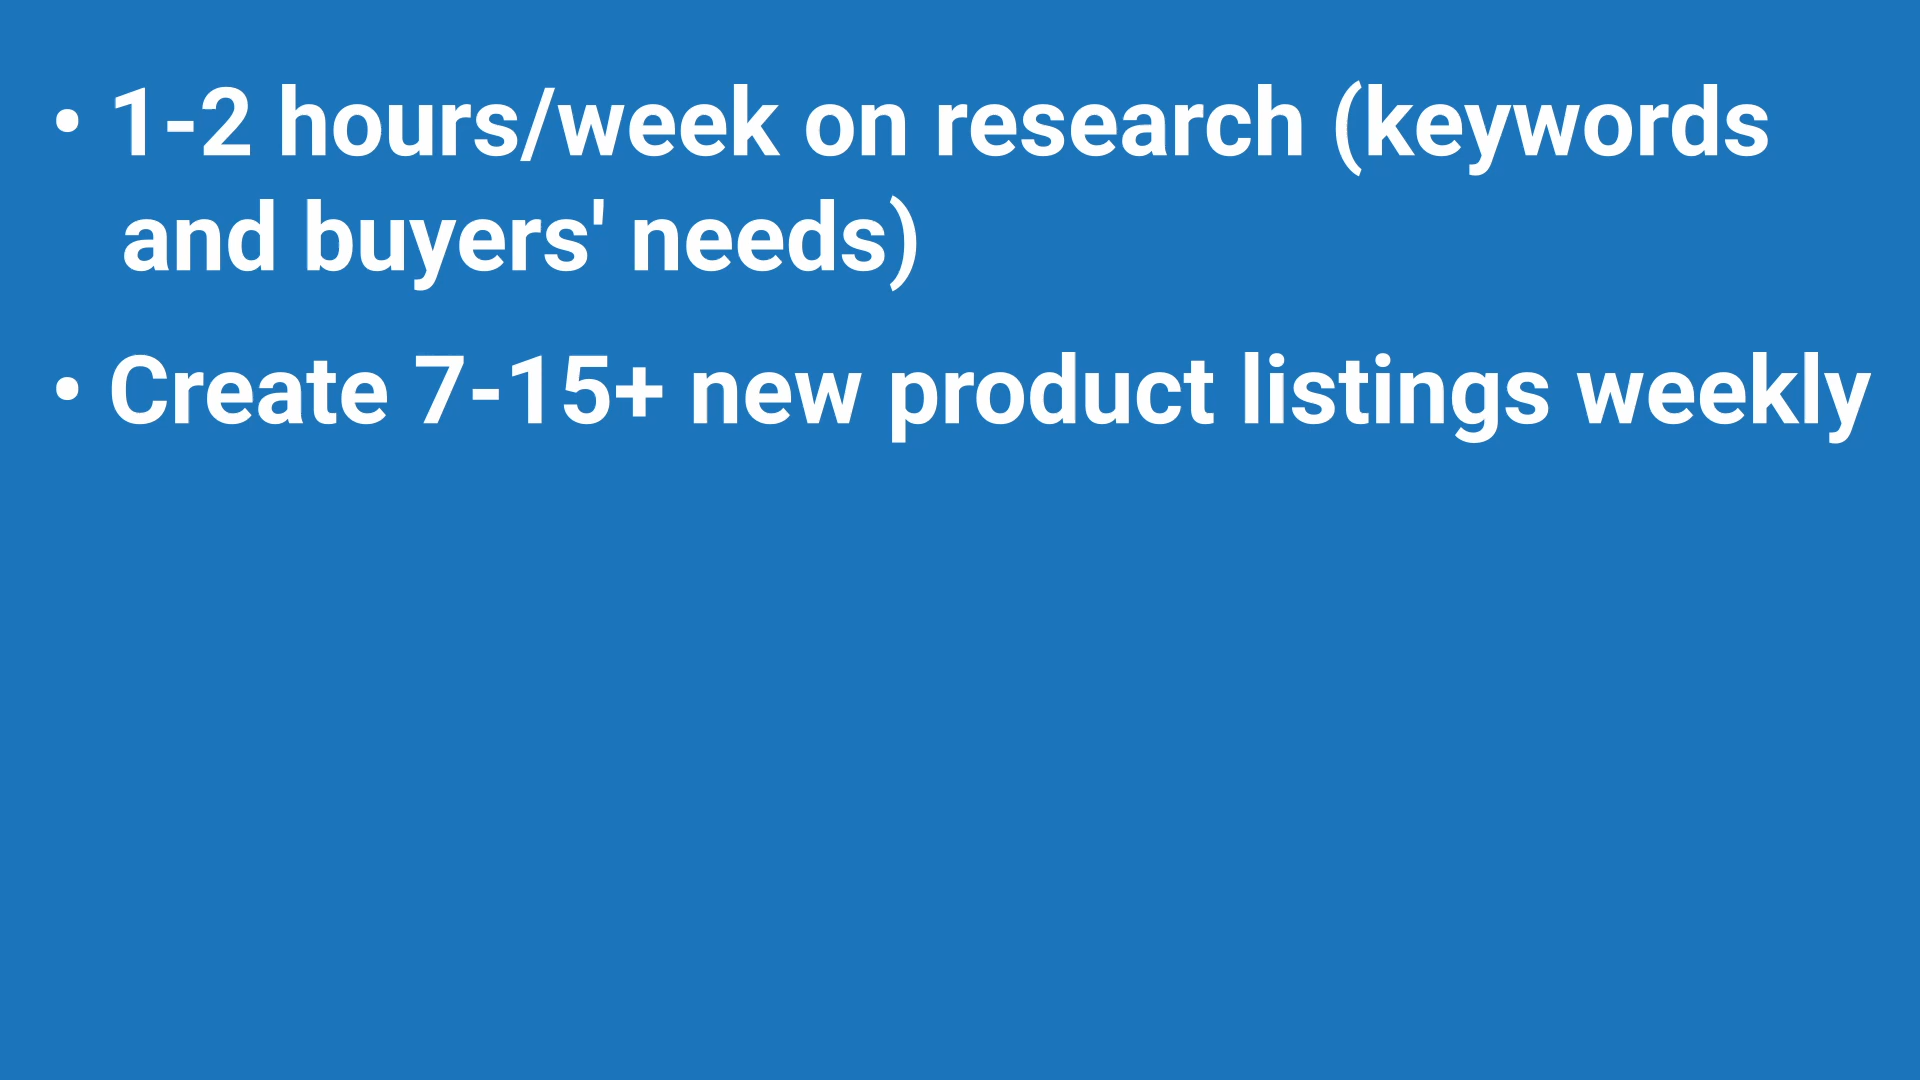 • 1-2 hours/week on research (keywords
and buyers' needs)
• Create 7-15+ new product listings weekly